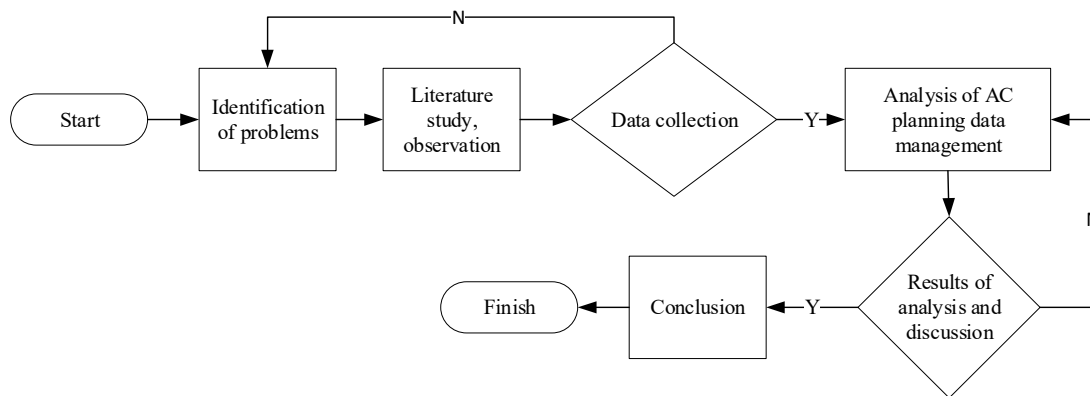 N
Start
Identification
of problems
Literature
study,
observation
Data collection
Y
Analysis of AC
planning data
management
N
Results of
analysis and
discussion
Y
Conclusion
Finish